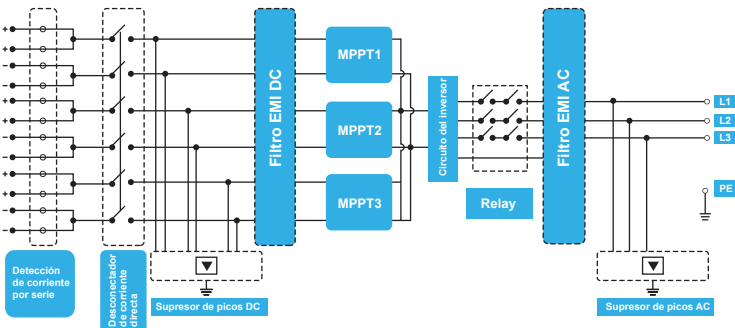 +
+
−
−
+
+
−
−
+
+
−
−
Detección
de corriente
por serie
Desconectador
de corriente
directa
Supresor de picos DC
Filtro EMI DC
MPPT1
MPPT2
MPPT3
Circuito del inversor
Relay
Filtro EMI AC
L1
L2
L3
PE
Supresor de picos AC